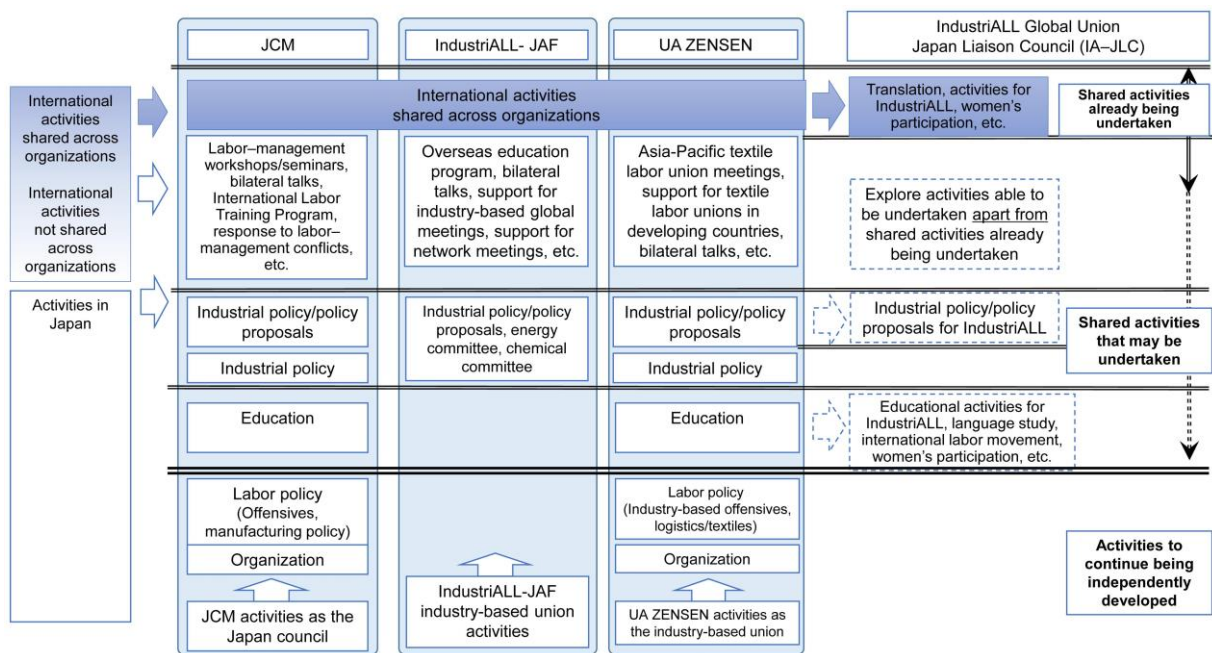 JCM
IndustriALL- JAF
UA ZENSEN
IndustriALL Global Union
Japan Liaison Council (IA–JLC)
International
activities
shared across
organizations
International activities
shared across organizations
Translation, activities for
IndustriALL, women’s
participation, etc.
Shared activities
already being
undertaken
International
activities
not shared
across
organizations
Labor–management
workshops/seminars,
bilateral talks,
International Labor
Training Program,
response to labor–
management conflicts,
etc.
Overseas education
program, bilateral
talks, support for
industry-based global
meetings, support for
network meetings, etc.
Asia-Pacific textile
labor union meetings,
support for textile
labor unions in
developing countries,
bilateral talks, etc.
Explore activities able to
be undertaken apart from
shared activities already
being undertaken
Activities in
Japan
Industrial policy/policy
proposals
Industrial policy
Industrial policy/policy
proposals, energy
committee, chemical
committee
Industrial policy/policy
proposals
Industrial policy
Industrial policy/policy
proposals for IndustriALL
Shared activities
that may be
undertaken
Education
Education
Educational activities for
IndustriALL, language study,
international labor movement,
women’s participation, etc.
Labor policy
(Offensives,
manufacturing policy)
Organization
JCM activities as the
Japan council
IndustriALL-JAF
industry-based union
activities
Labor policy
(Industry-based offensives,
logistics/textiles)
Organization
UA ZENSEN activities as
the industry-based union
Activities to
continue being
independently
developed